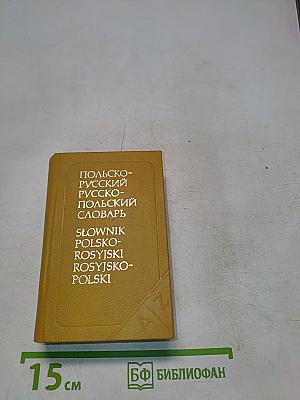 ПОЛЬСКО-
РУССКИЙ
РУССКО-
ПОЛЬСКИЙ
СЛОВАРЬ
SŁOWNIK
POLSKO-
ROSYJSKI
ROSYJSKO-
POLSKI
A/Z
15 см
БФ БИБЛИОФАН